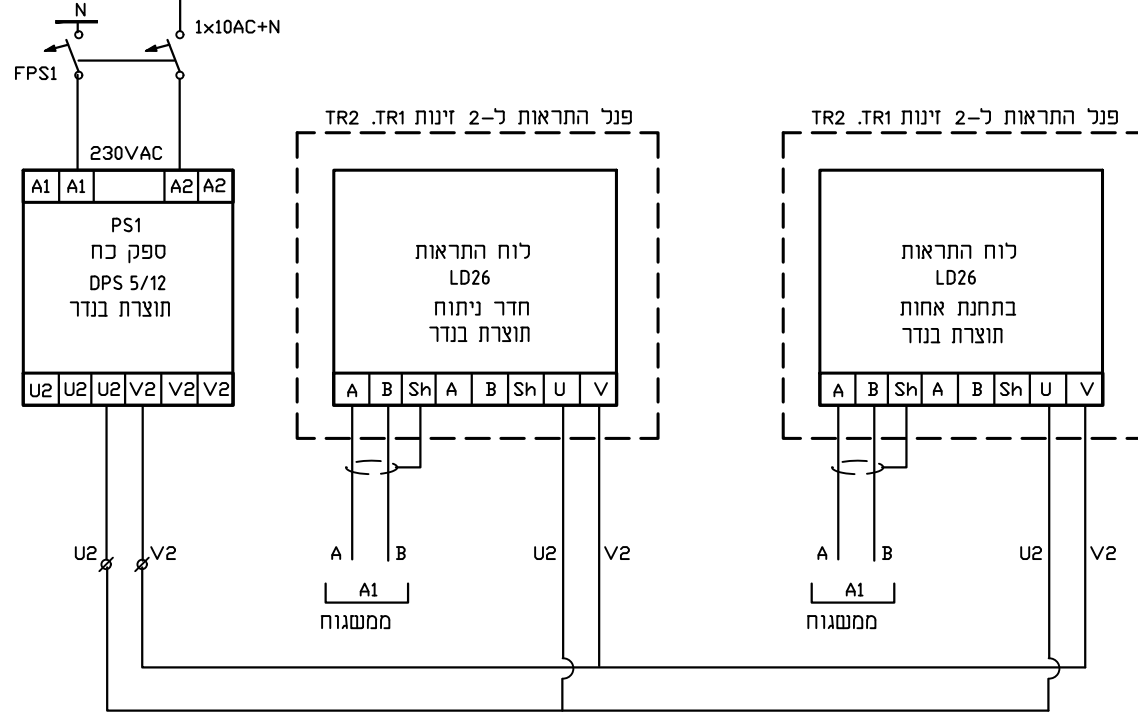 N
1x10AC+N
FPS1
230VAC
A1 A1 A2 A2
PS1
ספק כח
DPS 5/12
תוצרת בנדר
U2 U2 U2 V2 V2 V2
U2 V2
פנל התראות ל-2 זינות TR1. TR2
לוח התראות
LD26
חדר ניתוח
תוצרת בנדר
A B Sh A B Sh U V
A B U2 V2
A1
ממשגוח
פנל התראות ל-2 זינות TR1. TR2
לוח התראות
LD26
בתחנת אחות
תוצרת בנדר
A B Sh A B Sh U V
A B U2 V2
A1
ממשגוח